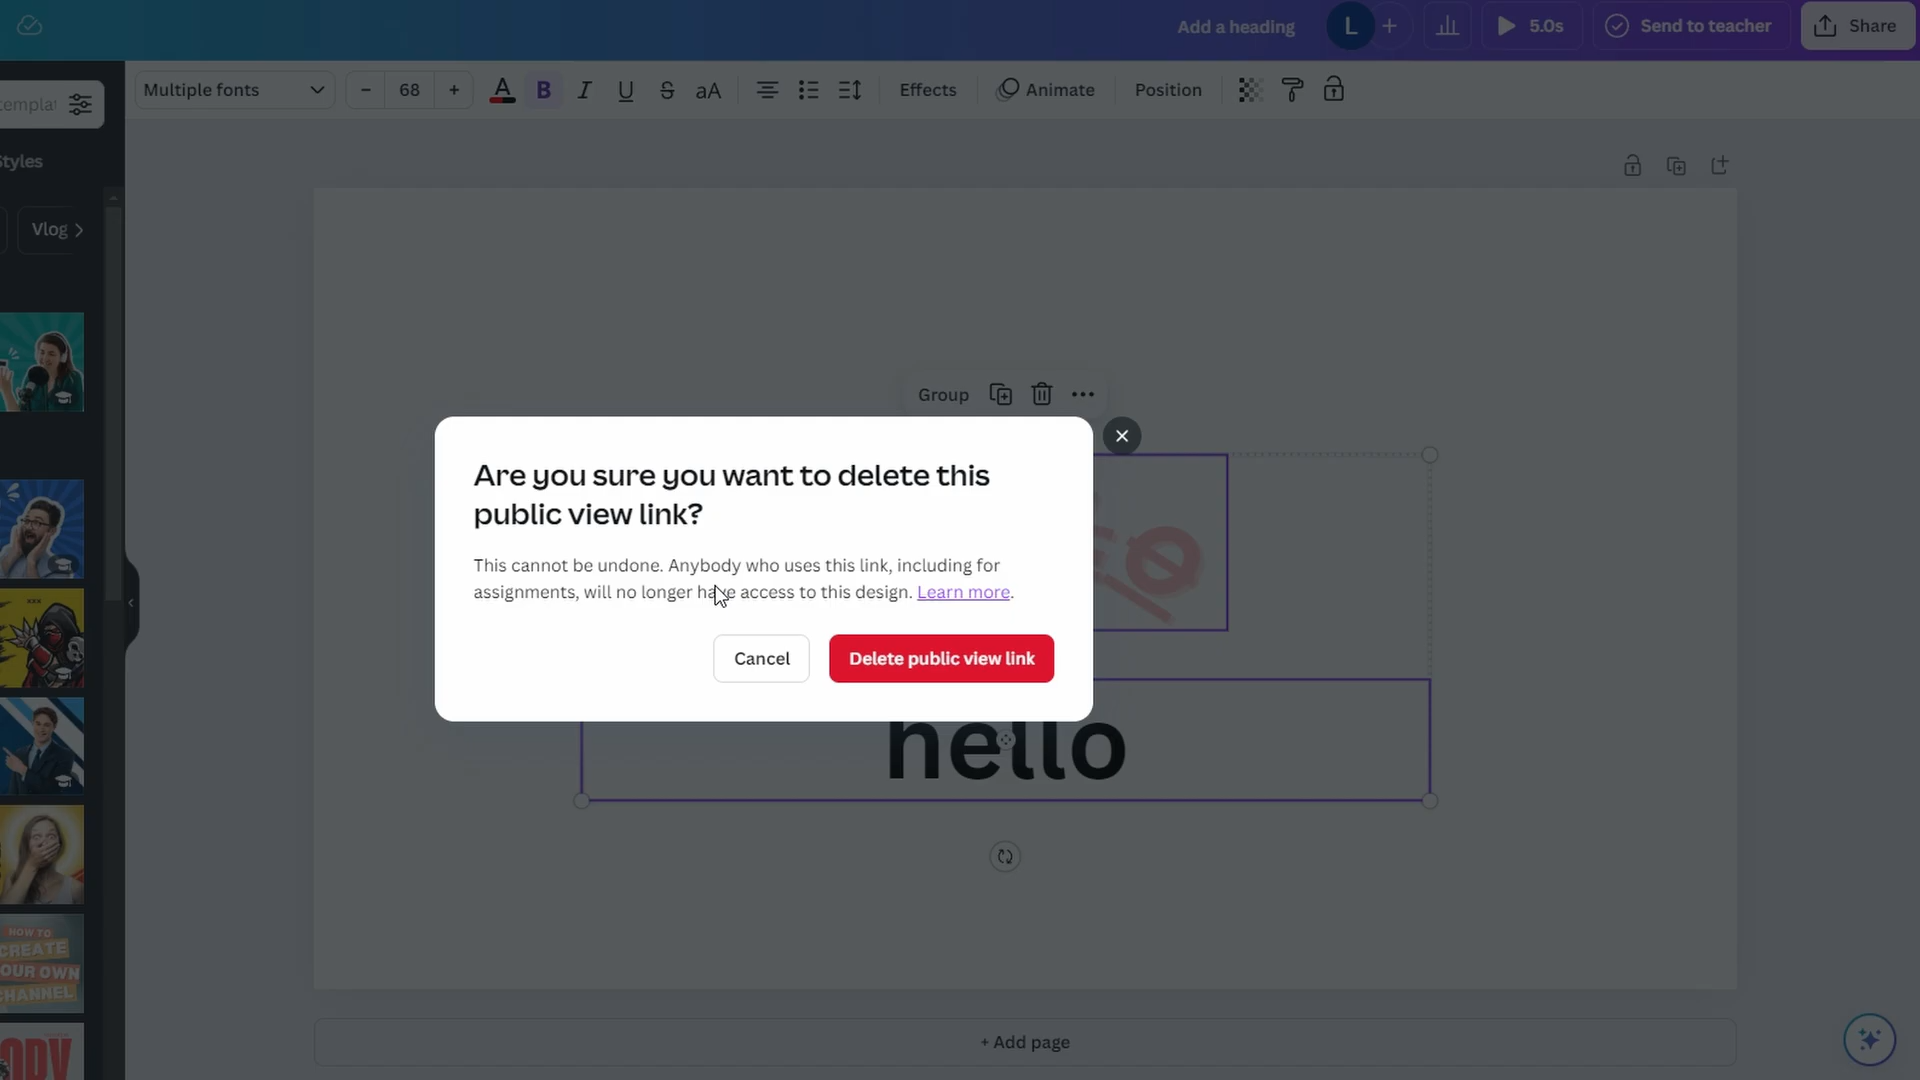 Add a heading
L
+
5.0s
Send to teacher
Share
Multiple fonts
- 68 +
A B I U S aA
Effects
Animate
Position
templat
Styles
Vlog
Group
Are you sure you want to delete this
public view link?
This cannot be undone. Anybody who uses this link, including for
assignments, will no longer have access to this design. Learn more.
Cancel
Delete public view link
hello
HOW TO
CREATE
OUR OWN
CHANNEL
+ Add page